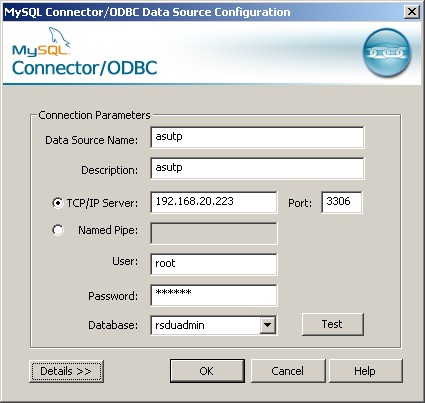 MySQL Connector/ODBC Data Source Configuration
MySQL
Connector/ODBC
Connection Parameters
Data Source Name: asutp
Description: asutp
TCP/IP Server: 192.168.20.223 Port: 3306
Named Pipe:
User: root
Password: ******
Database: rsduadmin Test
Details >> OK Cancel Help